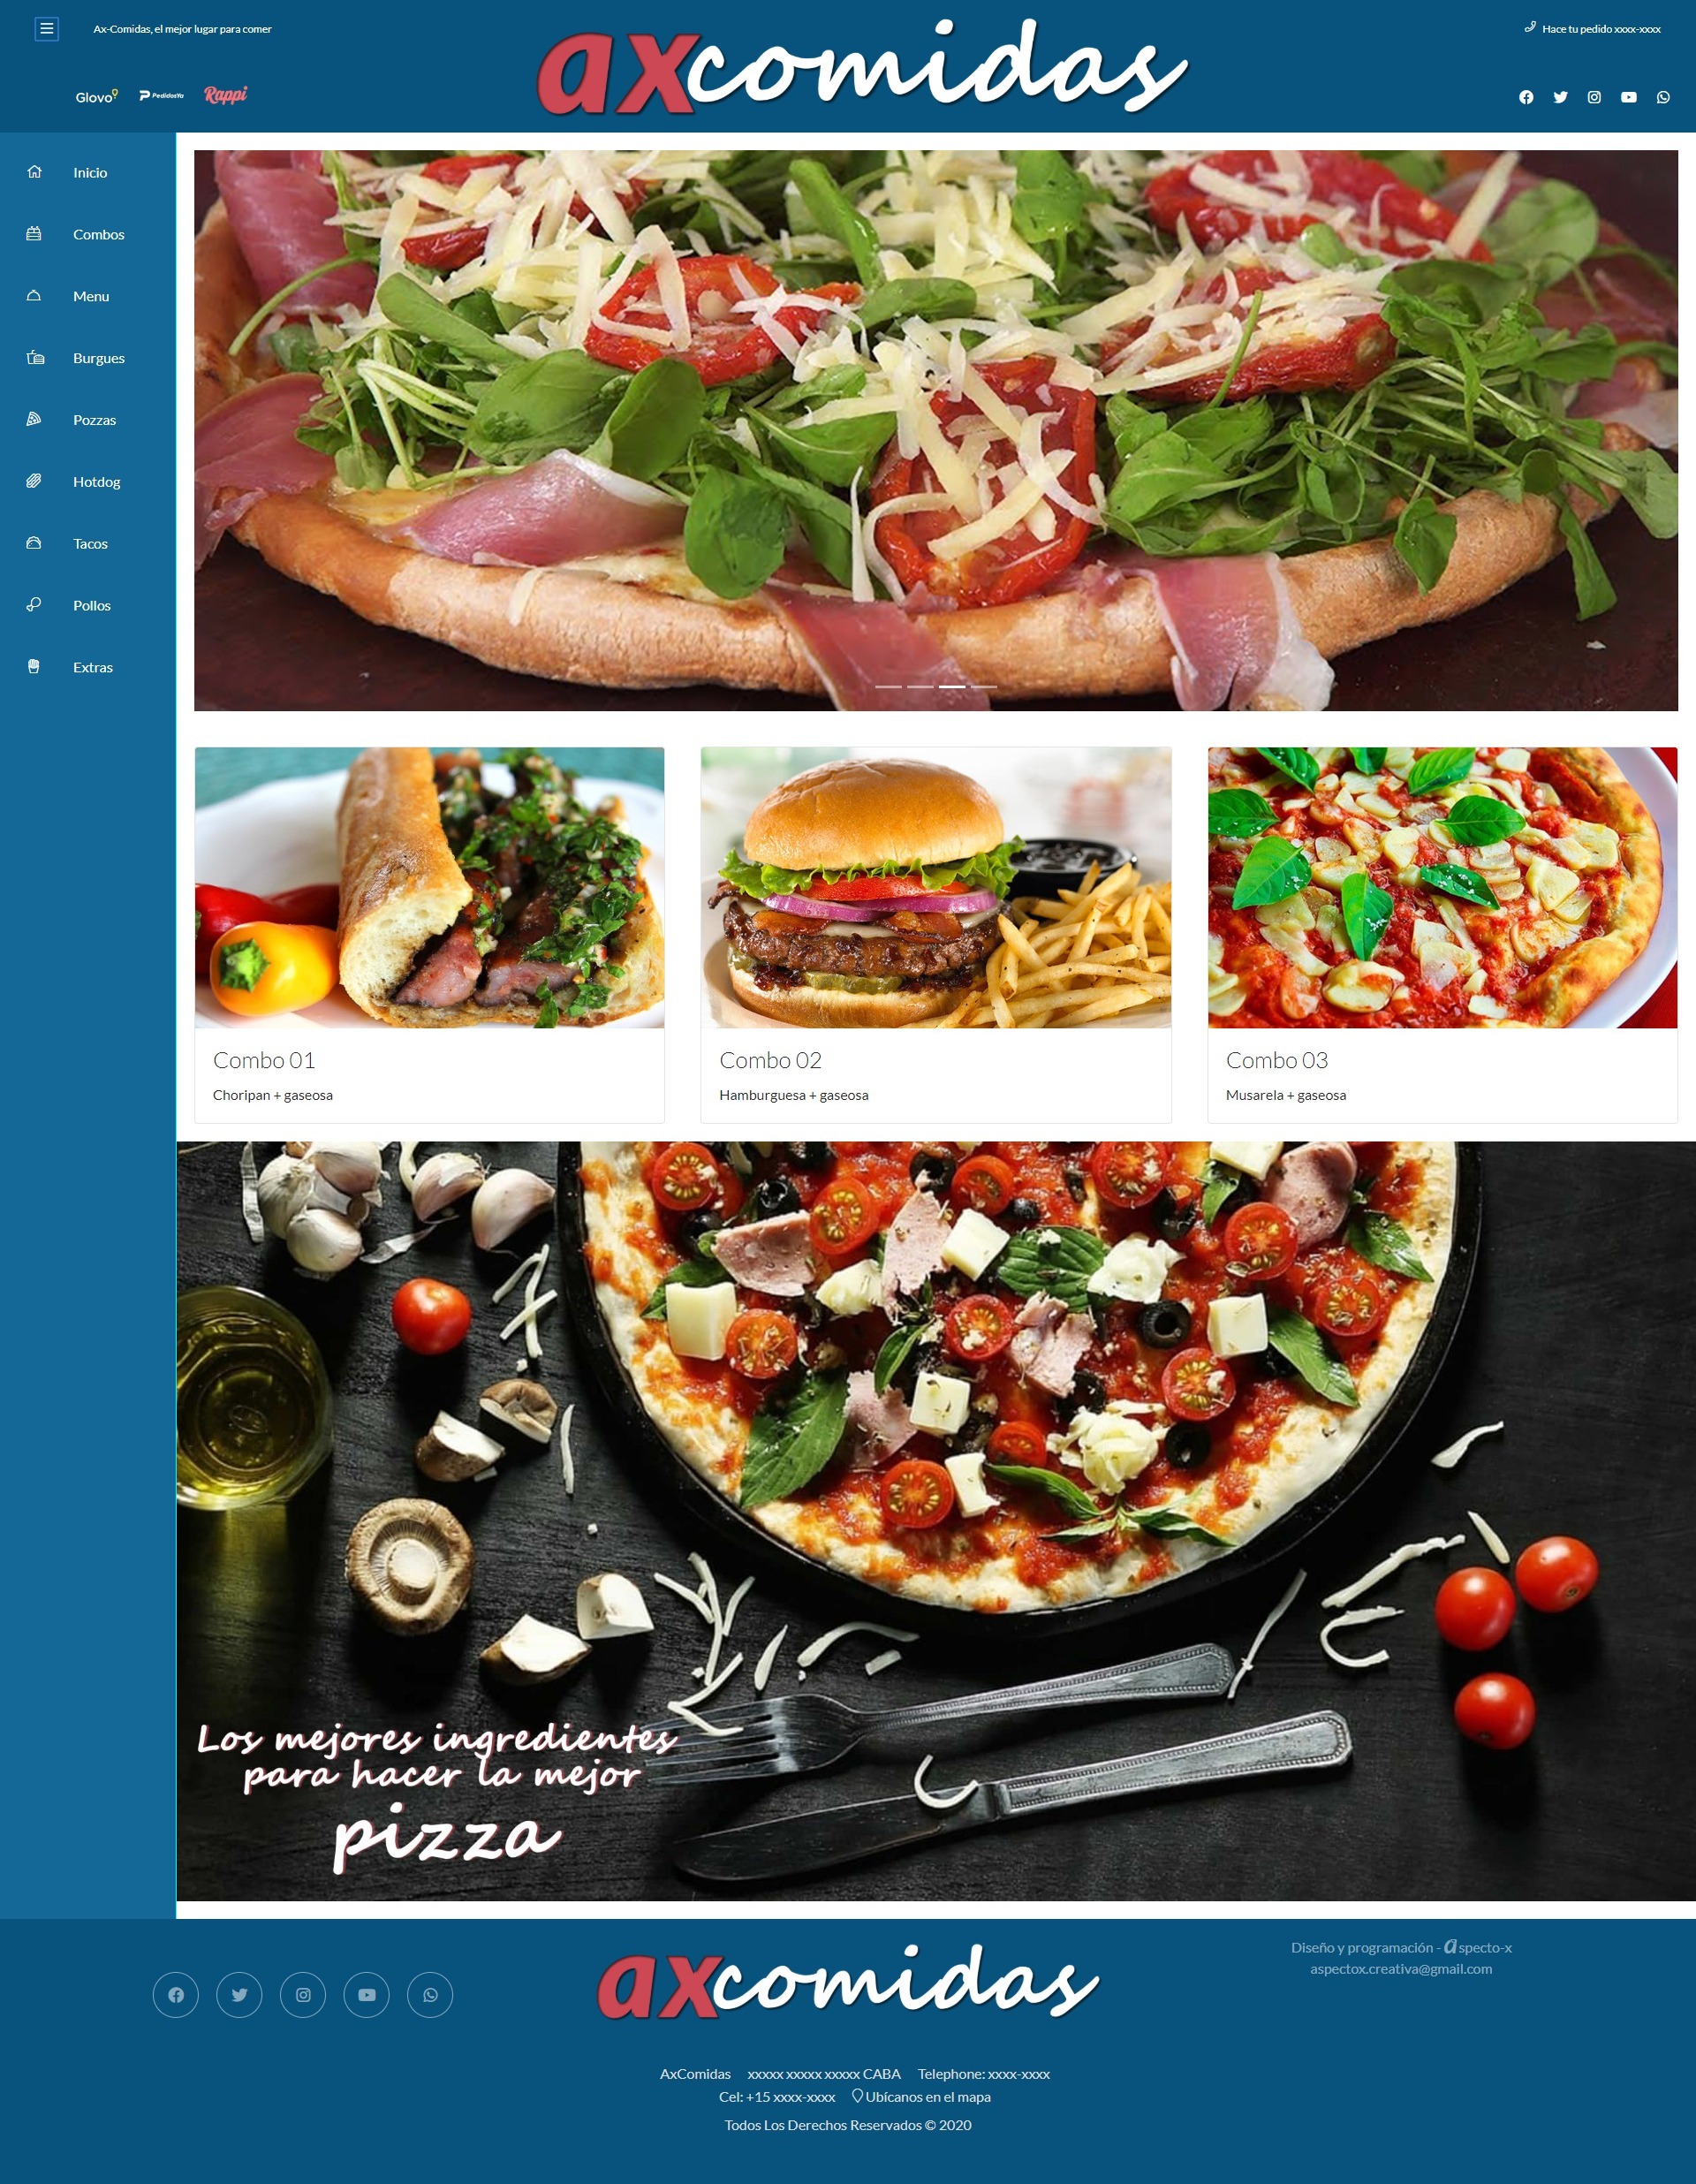 Ax-Comidas, el mejor lugar para comer
axcomidas
Hace tu pedido xxxx-xxxx
Glovo
PedidosYa
Rappi
Inicio
Combos
Menu
Burgues
Pozzas
Hotdog
Tacos
Pollos
Extras
Combo 01
Choripan + gaseosa
Combo 02
Hamburguesa + gaseosa
Combo 03
Musarela + gaseosa
Los mejores ingredientes
para hacer la mejor
pizza
axcomidas
Diseño y programación - aspecto-x
aspectox.creativa@gmail.com
AxComidas xxxxx xxxxx xxxxx CABA Telephone: xxxx-xxxx
Cel: +15 xxxx-xxxx Ubícanos en el mapa
Todos Los Derechos Reservados © 2020